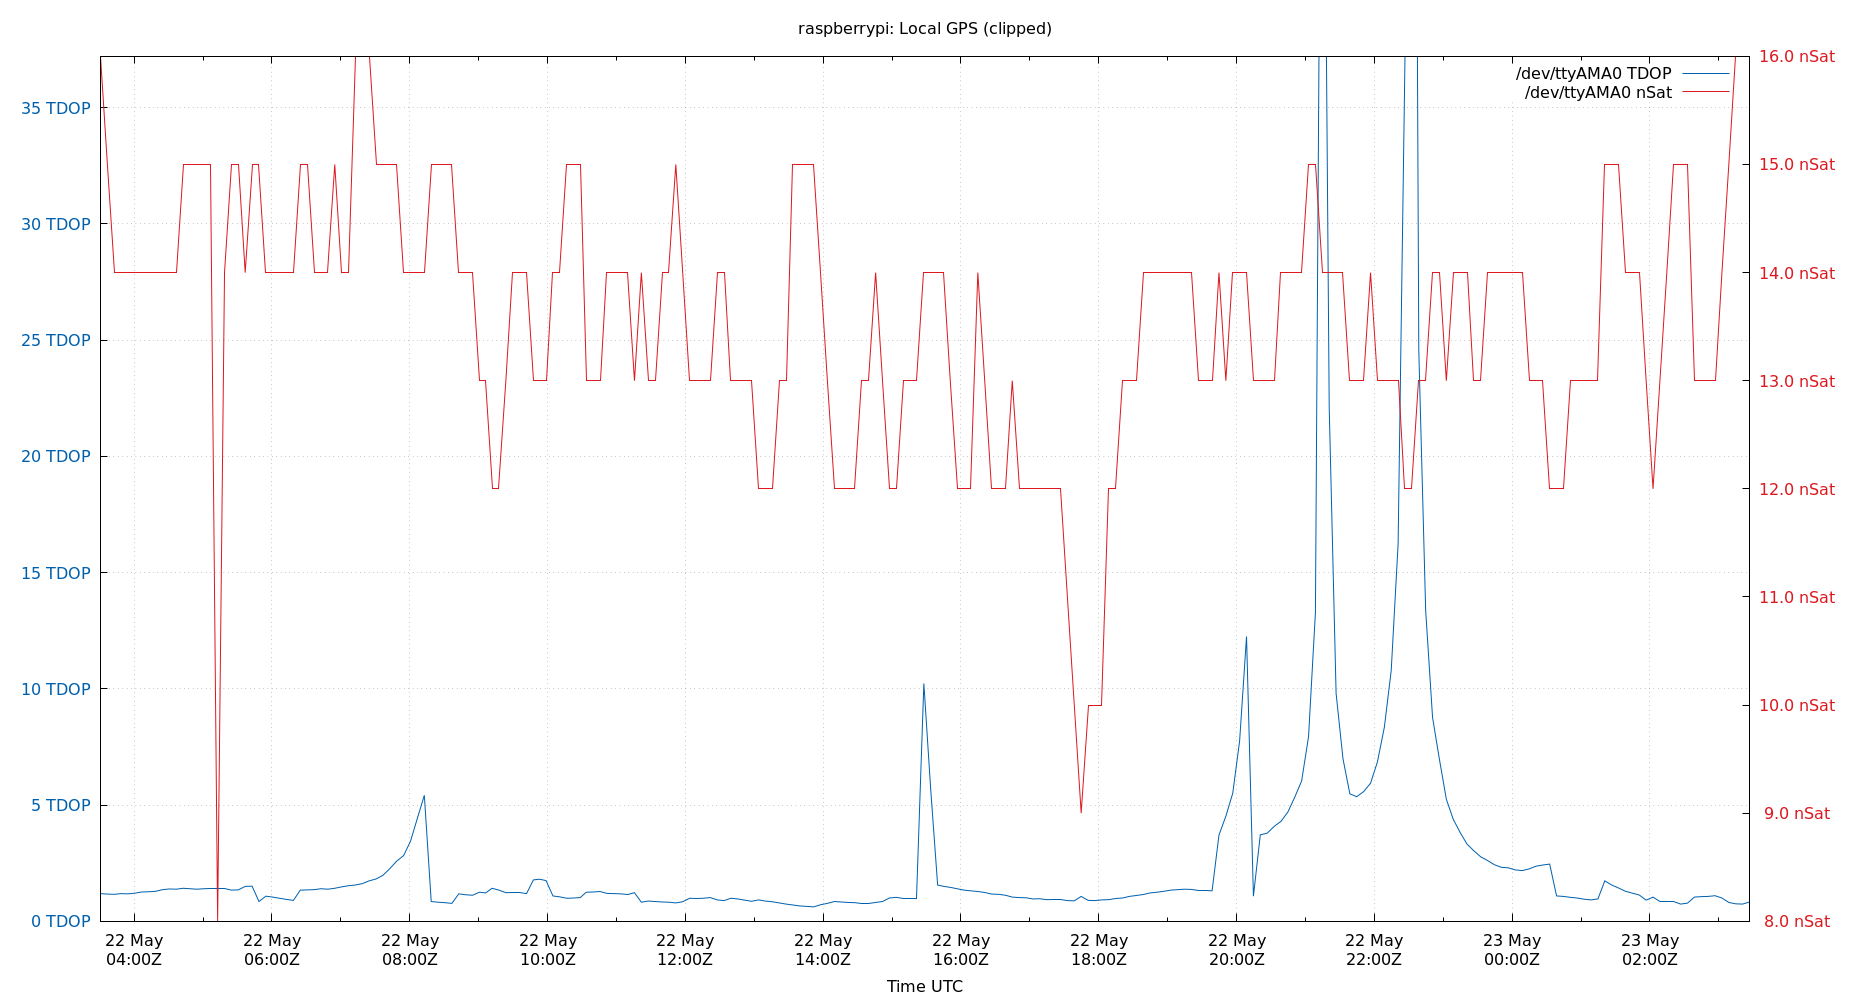 raspberrypi: Local GPS (clipped)
/dev/ttyAMA0 TDOP
/dev/ttyAMA0 nSat
35 TDOP
30 TDOP
25 TDOP
20 TDOP
15 TDOP
10 TDOP
5 TDOP
0 TDOP
16.0 nSat
15.0 nSat
14.0 nSat
13.0 nSat
12.0 nSat
11.0 nSat
10.0 nSat
9.0 nSat
8.0 nSat
22 May 22 May 22 May 22 May 22 May 22 May 22 May 22 May 22 May 22 May 23 May 23 May
04:00Z 06:00Z 08:00Z 10:00Z 12:00Z 14:00Z 16:00Z 18:00Z 20:00Z 22:00Z 00:00Z 02:00Z
Time UTC